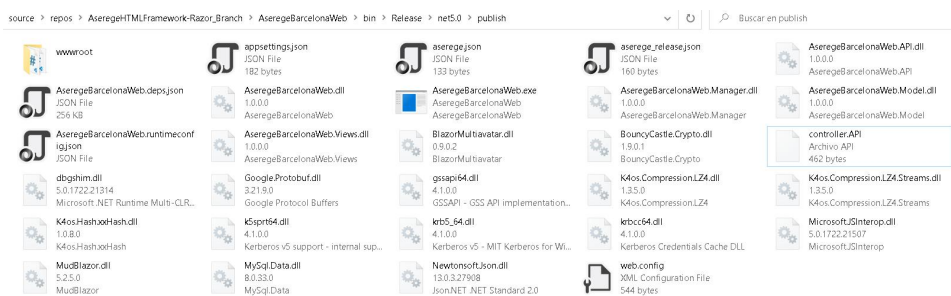 source > repos > AseregeHTMLFramework-Razor_Branch > AseregeBarcelonaWeb > bin > Release > net5.0 > publish
Buscar en publish
wwwroot
appsettings.json
JSON File
182 bytes
aserege.json
JSON File
133 bytes
aserege_release.json
JSON File
160 bytes
AseregeBarcelonaWeb.API.dll
1.0.0.0
AseregeBarcelonaWeb.API
AseregeBarcelonaWeb.deps.json
JSON File
256 KB
AseregeBarcelonaWeb.dll
1.0.0.0
AseregeBarcelonaWeb
AseregeBarcelonaWeb.exe
AseregeBarcelonaWeb
AseregeBarcelonaWeb
AseregeBarcelonaWeb.Manager.dll
1.0.0.0
AseregeBarcelonaWeb.Manager
AseregeBarcelonaWeb.Model.dll
1.0.0.0
AseregeBarcelonaWeb.Model
AseregeBarcelonaWeb.runtimeconf
ig.json
JSON File
AseregeBarcelonaWeb.Views.dll
1.0.0.0
AseregeBarcelonaWeb.Views
BlazorMultiavatar.dll
0.9.0.2
BlazorMultiavatar
BouncyCastle.Crypto.dll
1.9.0.1
BouncyCastle.Crypto
controller.API
Archivo API
462 bytes
dbgshim.dll
5.0.1722.21314
Microsoft .NET Runtime Multi-CLR...
Google.Protobuf.dll
3.21.9.0
Google Protocol Buffers
gssapi64.dll
4.1.0.0
GSSAPI - GSS API implementation...
K4os.Compression.LZ4.dll
1.3.5.0
K4os.Compression.LZ4
K4os.Compression.LZ4.Streams.dll
1.3.5.0
K4os.Compression.LZ4.Streams
K4os.Hash.xxHash.dll
1.0.8.0
K4os.Hash.xxHash
k5sprt64.dll
4.1.0.0
Kerberos v5 support - internal sup...
krb5_64.dll
4.1.0.0
Kerberos v5 - MIT Kerberos for Wi...
krbcc64.dll
4.1.0.0
Kerberos Credentials Cache DLL
Microsoft.JSInterop.dll
5.0.1722.21507
Microsoft.JSInterop
MudBlazor.dll
5.2.5.0
MudBlazor
MySql.Data.dll
8.0.33.0
MySql.Data
Newtonsoft.Json.dll
13.0.3.27908
Json.NET .NET Standard 2.0
web.config
XML Configuration File
544 bytes